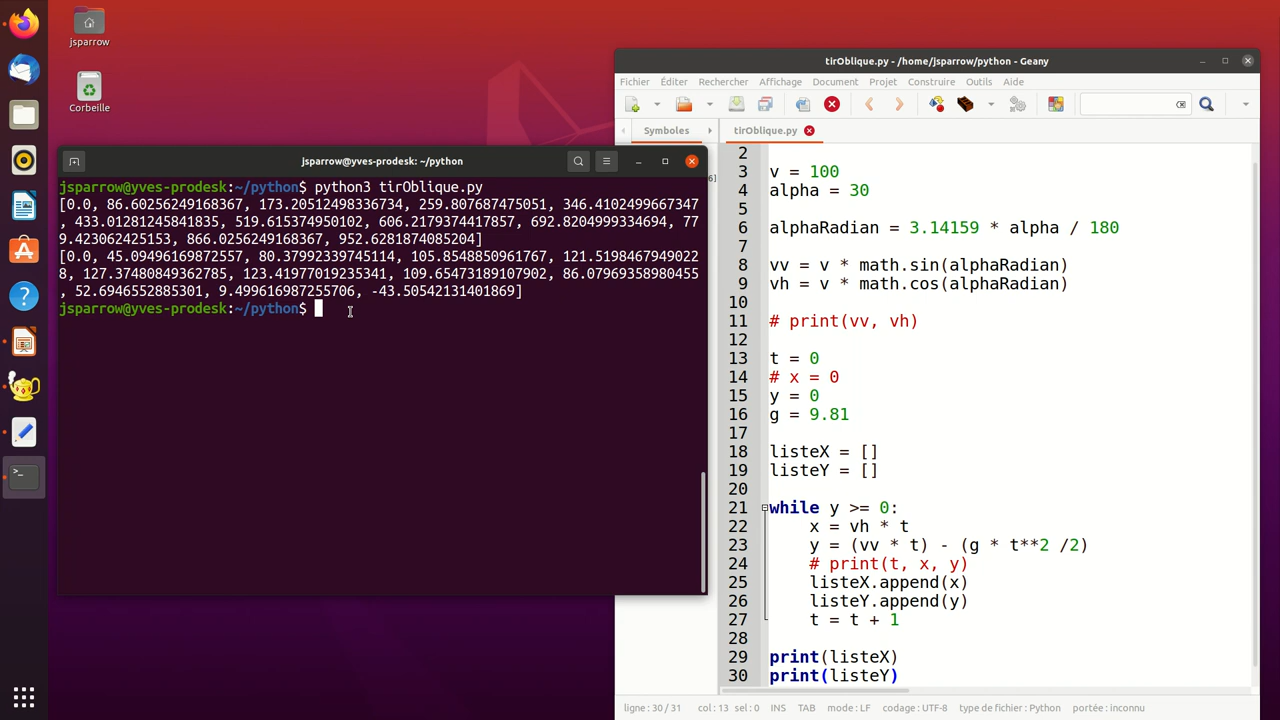 jsparrow
Corbeille
jsparrow@yves-prodesk: ~/python
jsparrow@yves-prodesk:~/python$ python3 tirOblique.py
[0.0, 86.60256249168367, 173.20512498336734, 259.807687475051, 346.4102499667347
, 433.01281245841835, 519.615374950102, 606.2179374417857, 692.8204999334694, 77
9.423062425153, 866.0256249168367, 952.6281874085204]
[0.0, 45.09496169872557, 80.37992339745114, 105.8548850961767, 121.5198467949022
8, 127.37480849362785, 123.41977019235341, 109.65473189107902, 86.07969358980455
, 52.6946552885301, 9.499616987255706, -43.50542131401869]
jsparrow@yves-prodesk:~/python$
tirOblique.py - /home/jsparrow/python - Geany
Fichier Éditer Rechercher Affichage Document Projet Construire Outils Aide
Symboles
tirOblique.py
2
3 v = 100
4 alpha = 30
5
6 alphaRadian = 3.14159 * alpha / 180
7
8 vv = v * math.sin(alphaRadian)
9 vh = v * math.cos(alphaRadian)
10
11 # print(vv, vh)
12
13 t = 0
14 # x = 0
15 y = 0
16 g = 9.81
17
18 listeX = []
19 listeY = []
20
21 while y >= 0:
22 x = vh * t
23 y = (vv * t) - (g * t**2 /2)
24 # print(t, x, y)
25 listeX.append(x)
26 listeY.append(y)
27 t = t + 1
28
29 print(listeX)
30 print(listeY)
ligne : 30 / 31 col : 13 sel : 0 INS TAB mode : LF codage : UTF-8 type de fichier : Python portée : inconnu